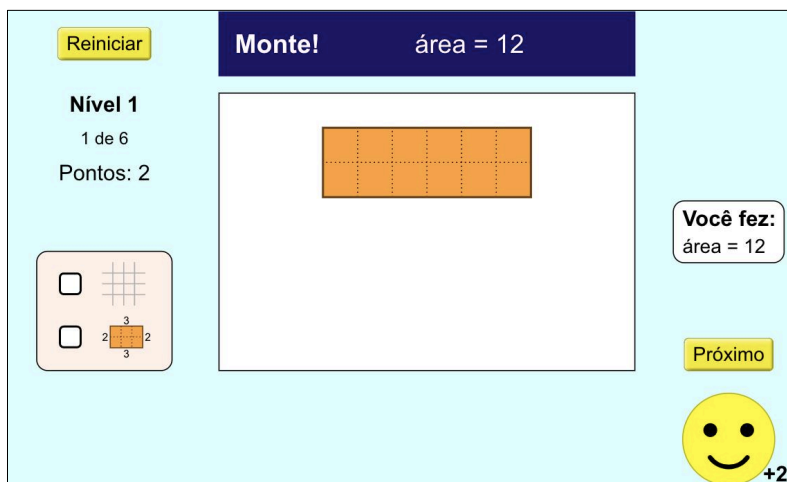 Reiniciar
Monte! área = 12
Nível 1
1 de 6
Pontos: 2
Você fez:
área = 12
3
2 2
3
Próximo
+2